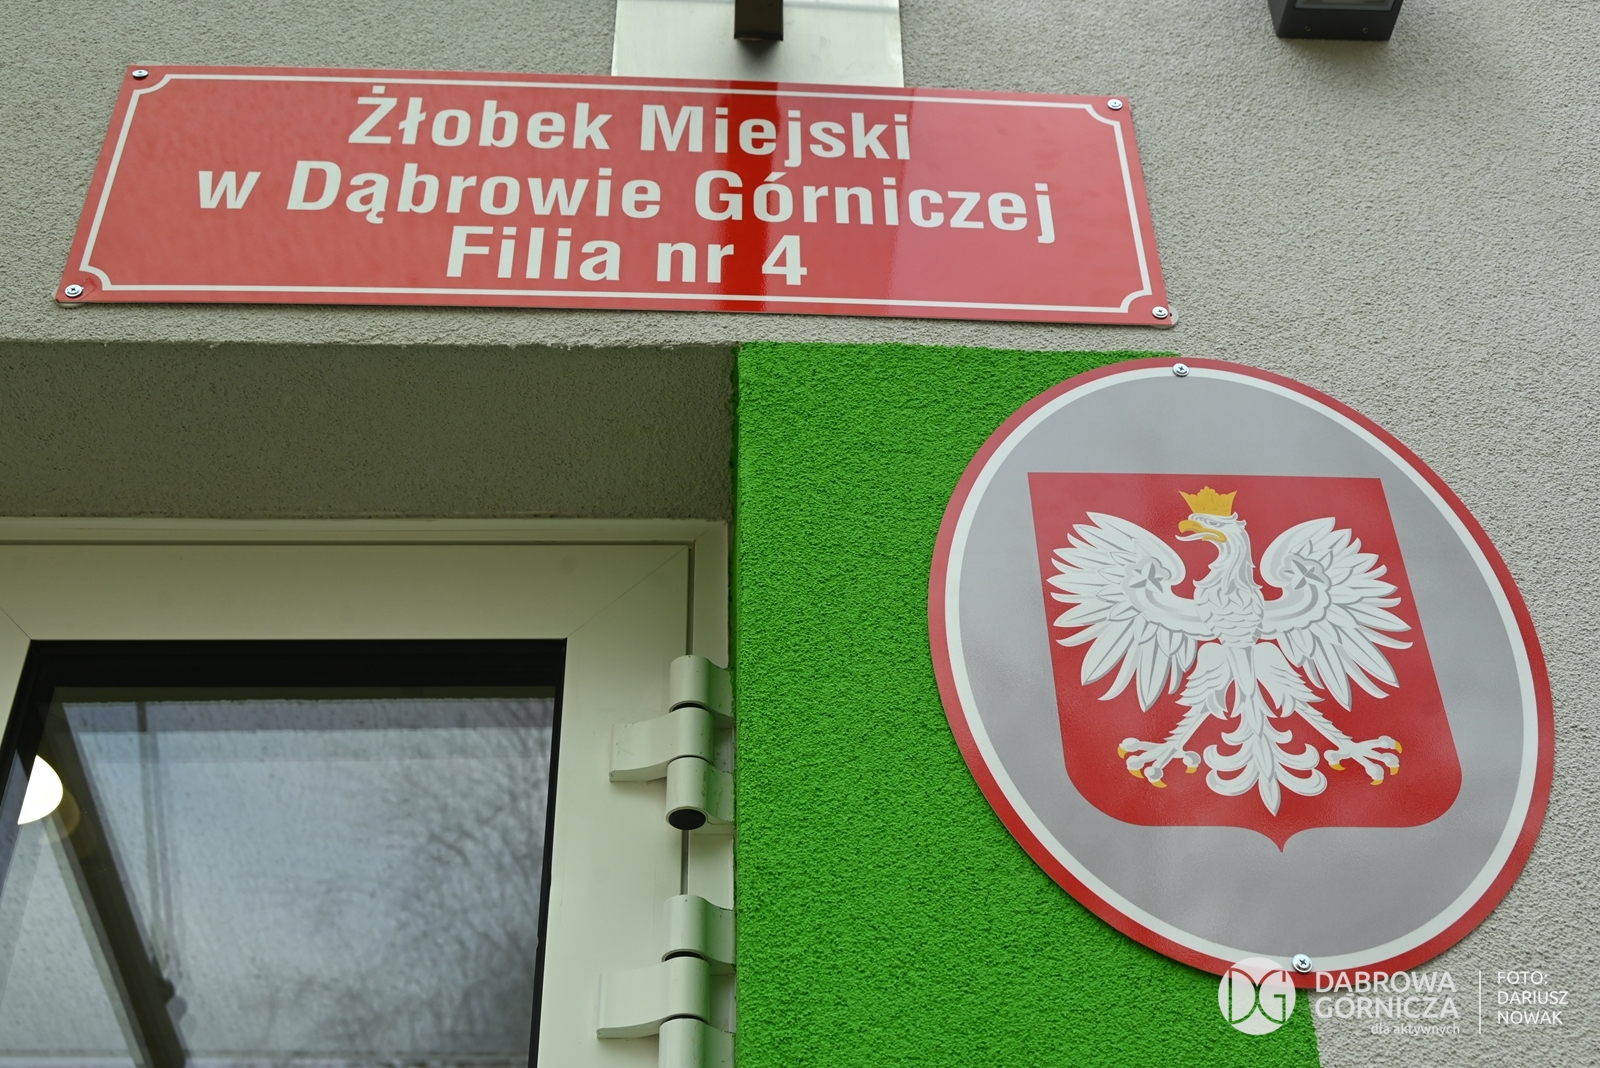 Żłobek Miejski
w Dąbrowie Górniczej
Filia nr 4
DG
DĄBROWA
GÓRNICZA
dla aktywnych
FOTO:
DARIUSZ
NOWAK